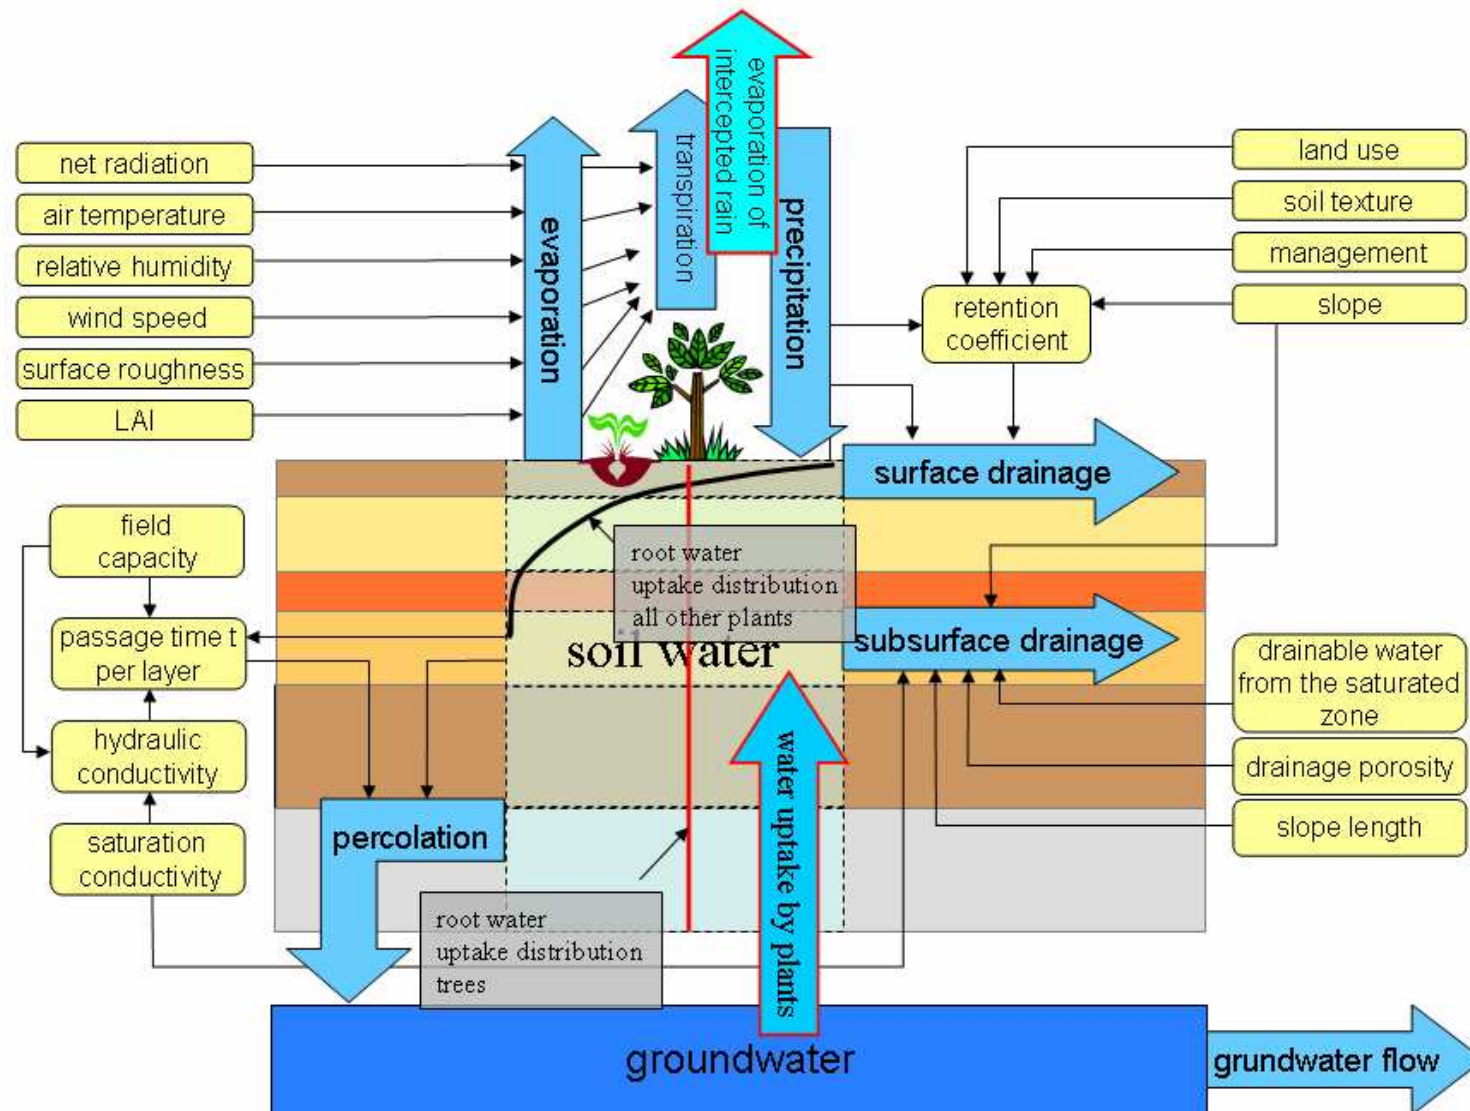 evaporation of
intercepted rain
transpiration
evaporation
precipitation
net radiation
air temperature
relative humidity
wind speed
surface roughness
LAI
land use
soil texture
management
slope
retention
coefficient
surface drainage
field
capacity
passage time t
per layer
hydraulic
conductivity
saturation
conductivity
root water
uptake distribution
all other plants
soil water
subsurface drainage
drainable water
from the saturated
zone
drainage porosity
slope length
percolation
water uptake by plants
root water
uptake distribution
trees
groundwater
grundwater flow